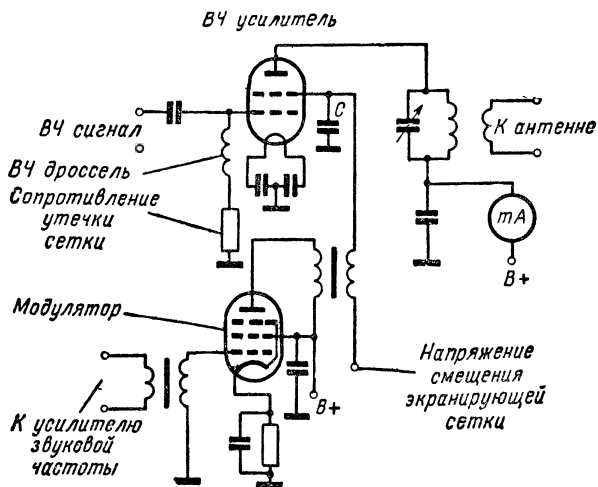 ВЧ усилитель
C
ВЧ сигнал
К антенне
ВЧ дроссель
Сопротивление
утечки
сетки
mA
B+
Модулятор
Напряжение
смещения
экранирующей
сетки
B+
К усилителю
звуковой
частоты